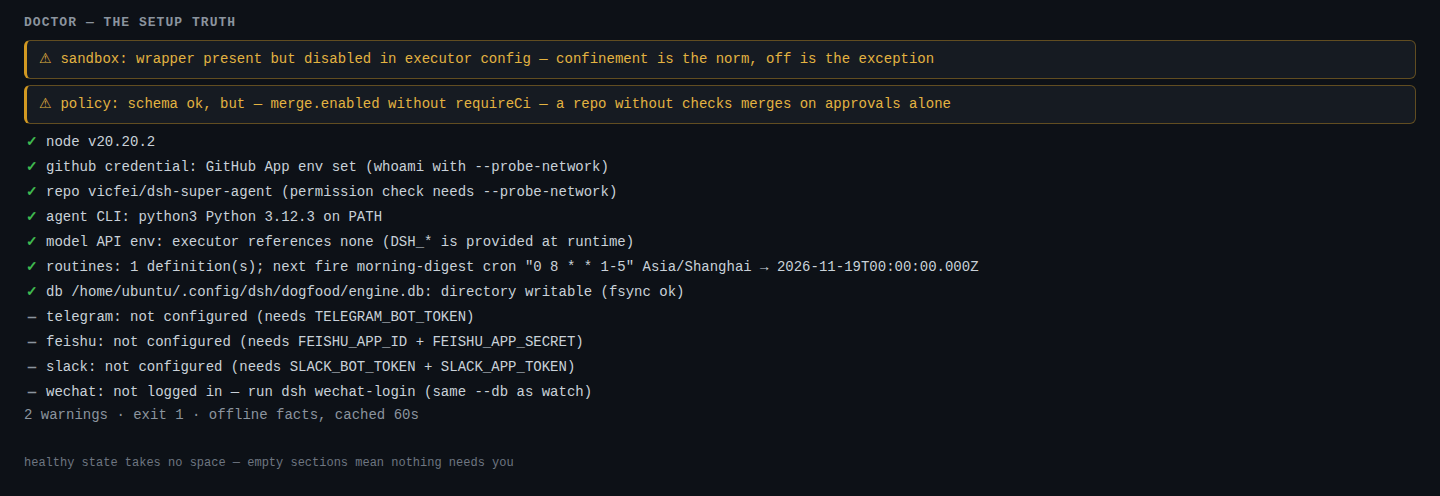 DOCTOR — THE SETUP TRUTH
⚠ sandbox: wrapper present but disabled in executor config — confinement is the norm, off is the exception
⚠ policy: schema ok, but — merge.enabled without requireCi — a repo without checks merges on approvals alone
✓ node v20.20.2
✓ github credential: GitHub App env set (whoami with --probe-network)
✓ repo vicfei/dsh-super-agent (permission check needs --probe-network)
✓ agent CLI: python3 Python 3.12.3 on PATH
✓ model API env: executor references none (DSH_* is provided at runtime)
✓ routines: 1 definition(s); next fire morning-digest cron "0 8 * * 1-5" Asia/Shanghai → 2026-11-19T00:00:00.000Z
✓ db /home/ubuntu/.config/dsh/dogfood/engine.db: directory writable (fsync ok)
— telegram: not configured (needs TELEGRAM_BOT_TOKEN)
— feishu: not configured (needs FEISHU_APP_ID + FEISHU_APP_SECRET)
— slack: not configured (needs SLACK_BOT_TOKEN + SLACK_APP_TOKEN)
— wechat: not logged in — run dsh wechat-login (same --db as watch)
2 warnings · exit 1 · offline facts, cached 60s
healthy state takes no space — empty sections mean nothing needs you